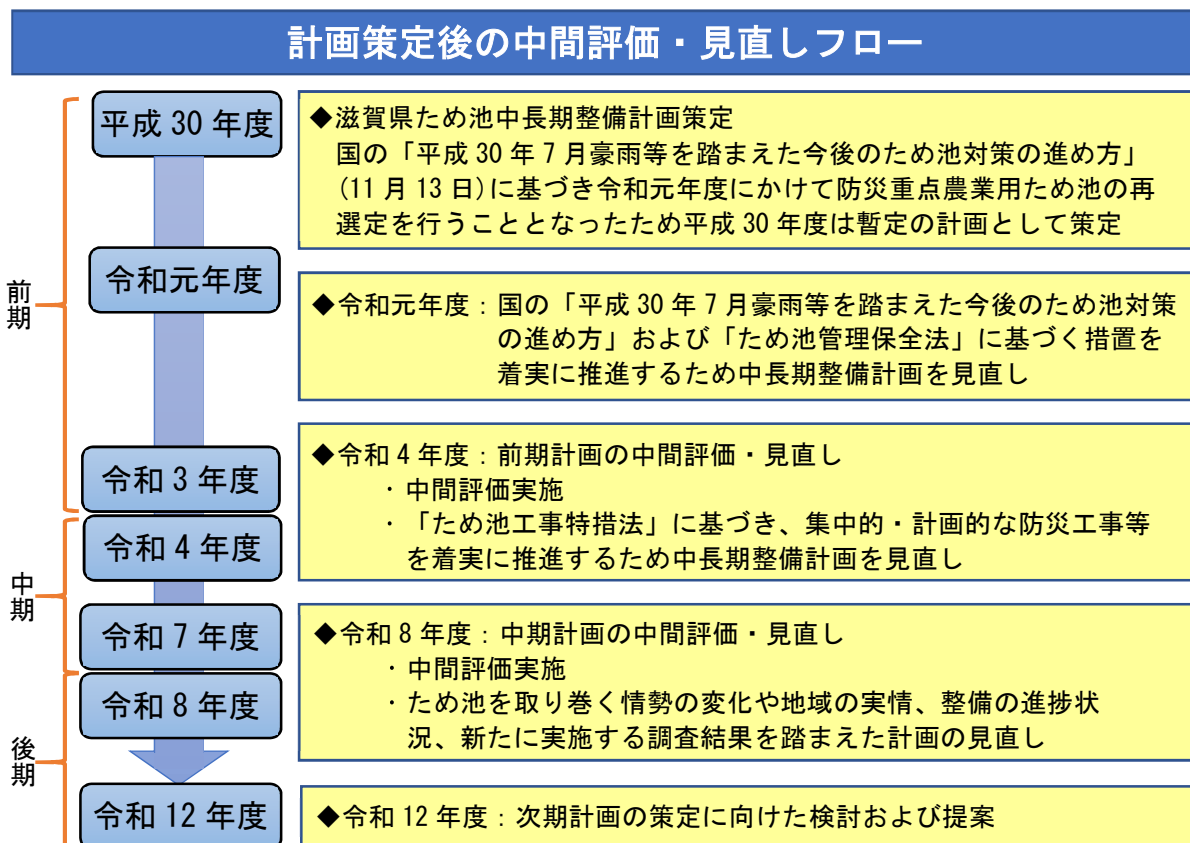 計画策定後の中間評価・見直しフロー
前期
平成 30 年度
◆滋賀県ため池中長期整備計画策定
国の「平成 30 年 7 月豪雨等を踏まえた今後のため池対策の進め方」
(11 月 13 日)に基づき令和元年度にかけて防災重点農業用ため池の再
選定を行うこととなったため平成 30 年度は暫定の計画として策定
令和元年度
◆令和元年度：国の「平成 30 年 7 月豪雨等を踏まえた今後のため池対策
の進め方」および「ため池管理保全法」に基づく措置を
着実に推進するため中長期整備計画を見直し
令和 3 年度
中期
令和 4 年度
◆令和 4 年度：前期計画の中間評価・見直し
・中間評価実施
・「ため池工事特措法」に基づき、集中的・計画的な防災工事等
を着実に推進するため中長期整備計画を見直し
令和 7 年度
後期
令和 8 年度
◆令和 8 年度：中期計画の中間評価・見直し
・中間評価実施
・ため池を取り巻く情勢の変化や地域の実情、整備の進捗状
況、新たに実施する調査結果を踏まえた計画の見直し
令和 12 年度
◆令和 12 年度：次期計画の策定に向けた検討および提案